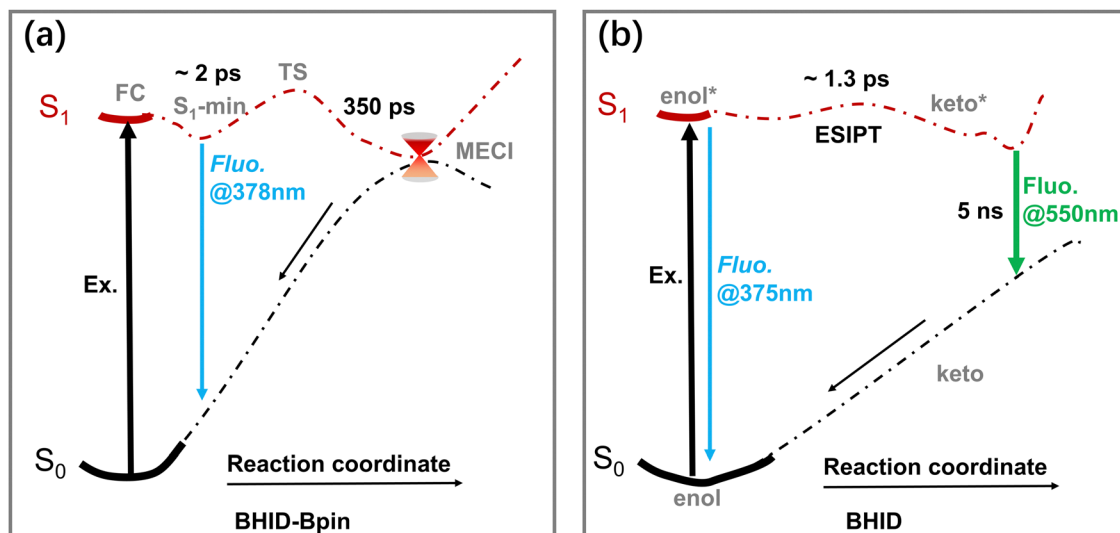 (a)
~ 2 ps
TS
FC
S₁-min
350 ps
S₁
MECI
Fluo.
@378nm
Ex.
S₀
Reaction coordinate
BHID-Bpin
(b)
~ 1.3 ps
enol*
keto*
S₁
ESIPT
Fluo.
@550nm
5 ns
Ex.
Fluo.
@375nm
keto
S₀
Reaction coordinate
enol
BHID